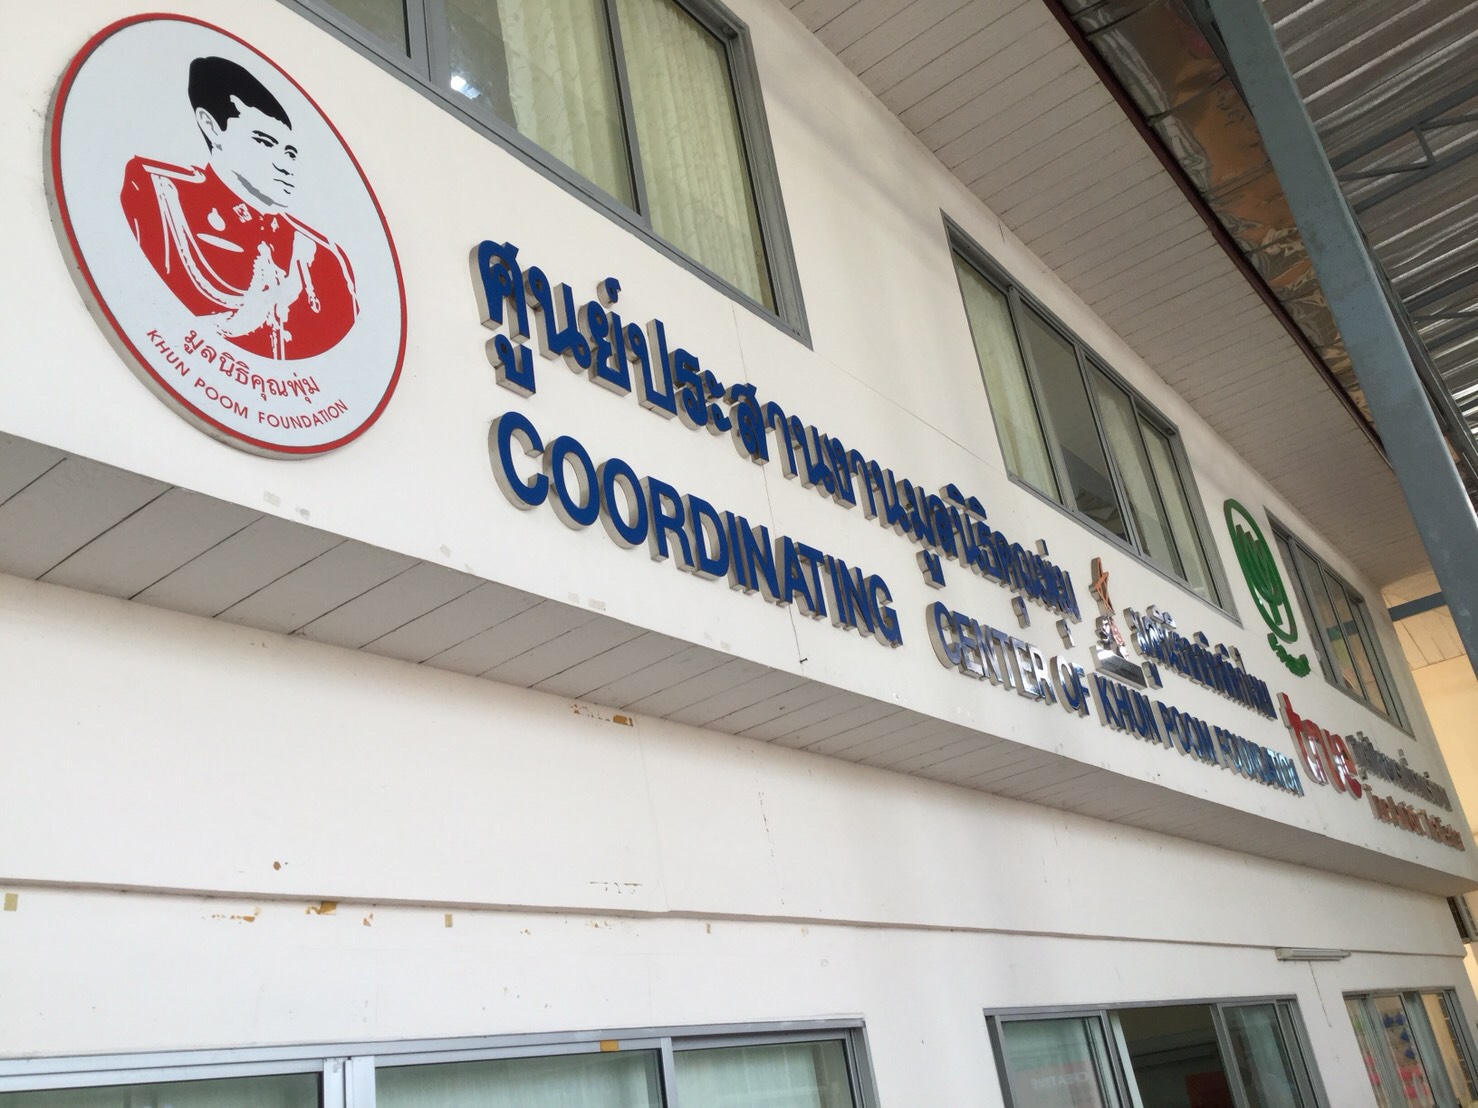 มูลนิธิคุณพุ่ม
KHUN POOM FOUNDATION
ศูนย์ประสานงานมูลนิธิคุณพุ่ม
COORDINATING CENTER OF KHUN POOM FOUNDATION